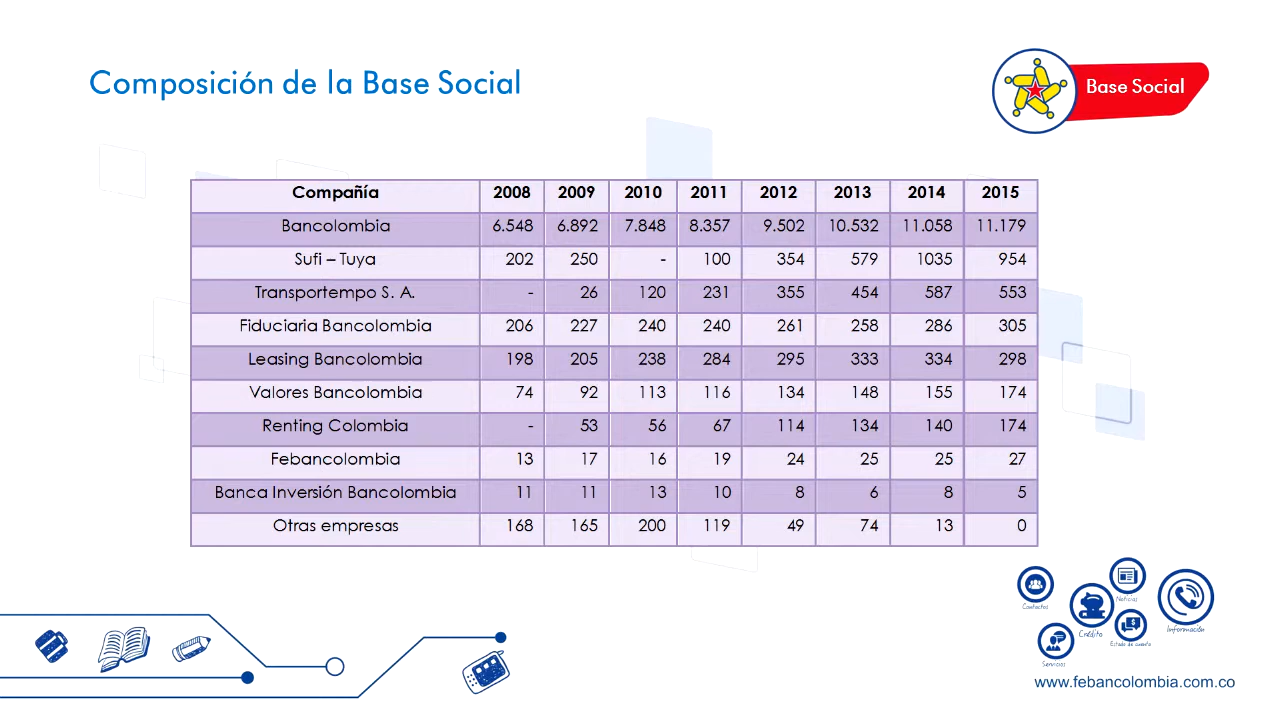 Composición de la Base Social
Base Social
Compañía 2008 2009 2010 2011 2012 2013 2014 2015
Bancolombia 6.548 6.892 7.848 8.357 9.502 10.532 11.058 11.179
Sufi – Tuya 202 250 - 100 354 579 1035 954
Transportempo S. A. - 26 120 231 355 454 587 553
Fiduciaria Bancolombia 206 227 240 240 261 258 286 305
Leasing Bancolombia 198 205 238 284 295 333 334 298
Valores Bancolombia 74 92 113 116 134 148 155 174
Renting Colombia - 53 56 67 114 134 140 174
Febancolombia 13 17 16 19 24 25 25 27
Banca Inversión Bancolombia 11 11 13 10 8 6 8 5
Otras empresas 168 165 200 119 49 74 13 0
Contactos
Noticias
Crédito
Información
Estado de cuenta
Servicios
www.febancolombia.com.co